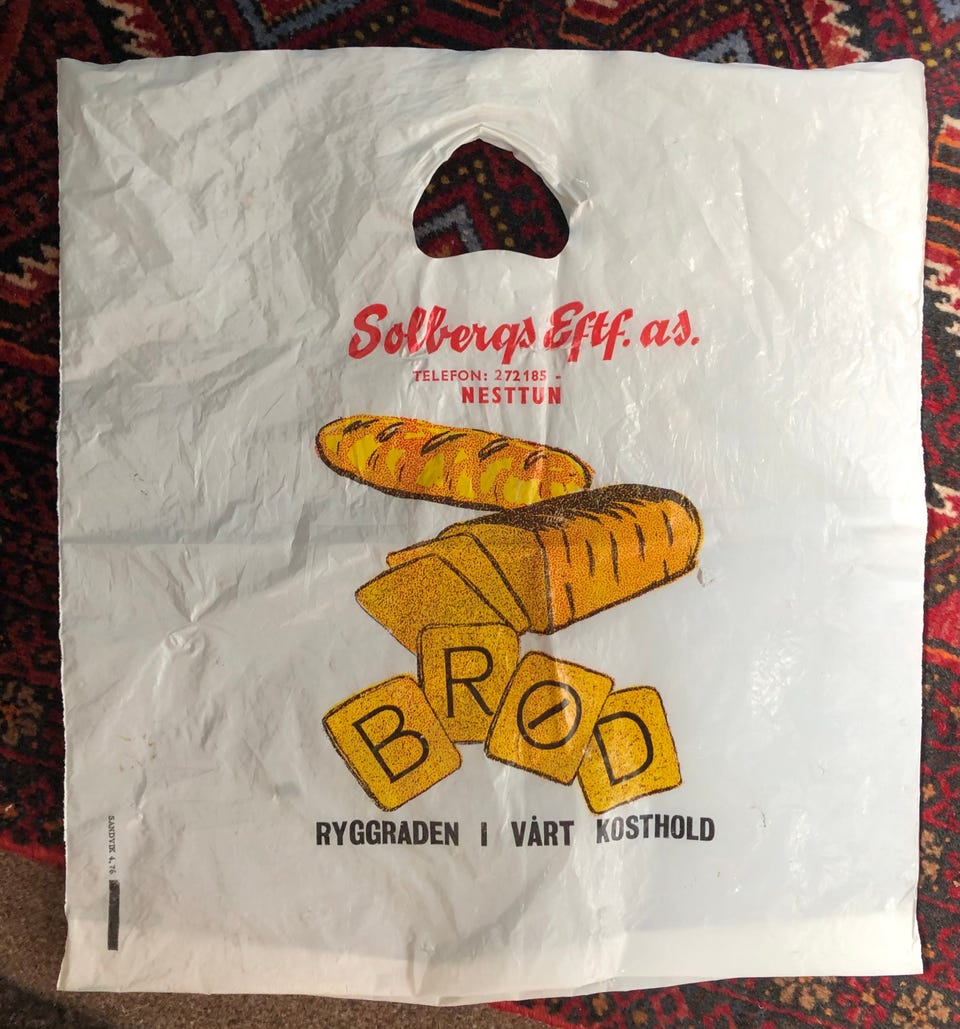 Solbergs Eftf. as.
TELEFON: 272185 -
NESTTUN
BRØD
RYGGRADEN I VÅRT KOSTHOLD
SANDVIK 4.76